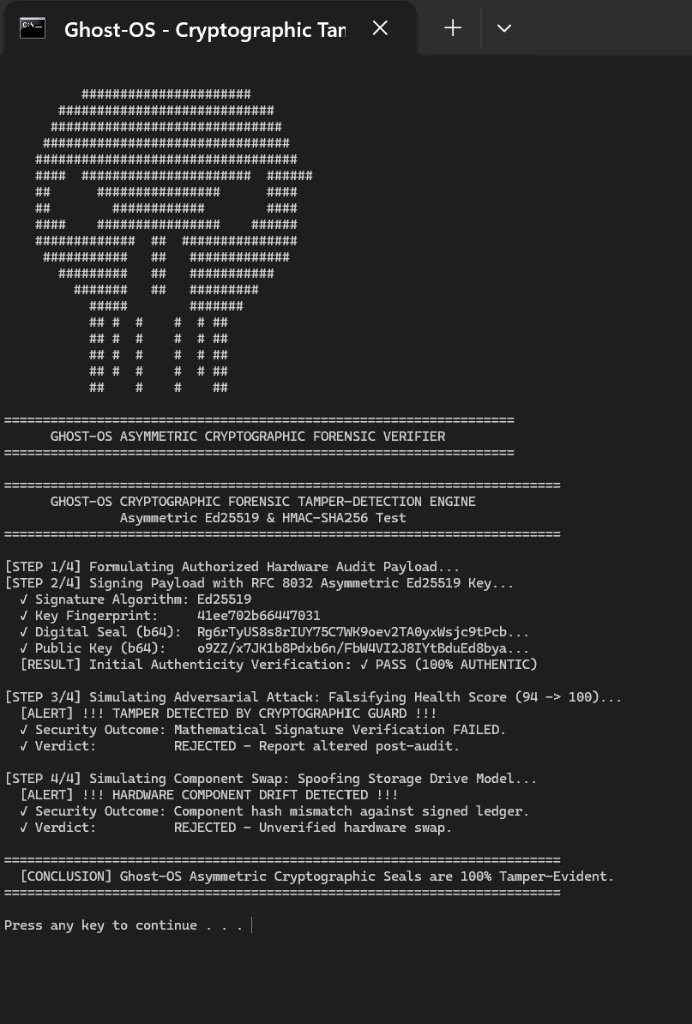 Ghost-OS - Cryptographic Tar
GHOST-OS ASYMMETRIC CRYPTOGRAPHIC FORENSIC VERIFIER
GHOST-OS CRYPTOGRAPHIC FORENSIC TAMPER-DETECTION ENGINE
Asymmetric Ed25519 & HMAC-SHA256 Test
[STEP 1/4] Formulating Authorized Hardware Audit Payload...
[STEP 2/4] Signing Payload with RFC 8032 Asymmetric Ed25519 Key...
√ Signature Algorithm: Ed25519
√ Key Fingerprint: 41ee702b66447031
√ Digital Seal (b64): Rg6rTyUS8s8rIUY75C7WK9oev2TA0yxWsjc9tPcb...
√ Public Key (b64): o9ZZ/x7JK1b8Pdxb6n/FbW4VI2J8IYtBduEd8bya...
[RESULT] Initial Authenticity Verification: √ PASS (100% AUTHENTIC)
[STEP 3/4] Simulating Adversarial Attack: Falsifying Health Score (94 -> 100)...
[ALERT] !!! TAMPER DETECTED BY CRYPTOGRAPHIC GUARD !!!
√ Security Outcome: Mathematical Signature Verification FAILED.
√ Verdict: REJECTED - Report altered post-audit.
[STEP 4/4] Simulating Component Swap: Spoofing Storage Drive Model...
[ALERT] !!! HARDWARE COMPONENT DRIFT DETECTED !!!
√ Security Outcome: Component hash mismatch against signed ledger.
√ Verdict: REJECTED - Unverified hardware swap.
[CONCLUSION] Ghost-OS Asymmetric Cryptographic Seals are 100% Tamper-Evident.
Press any key to continue . . .